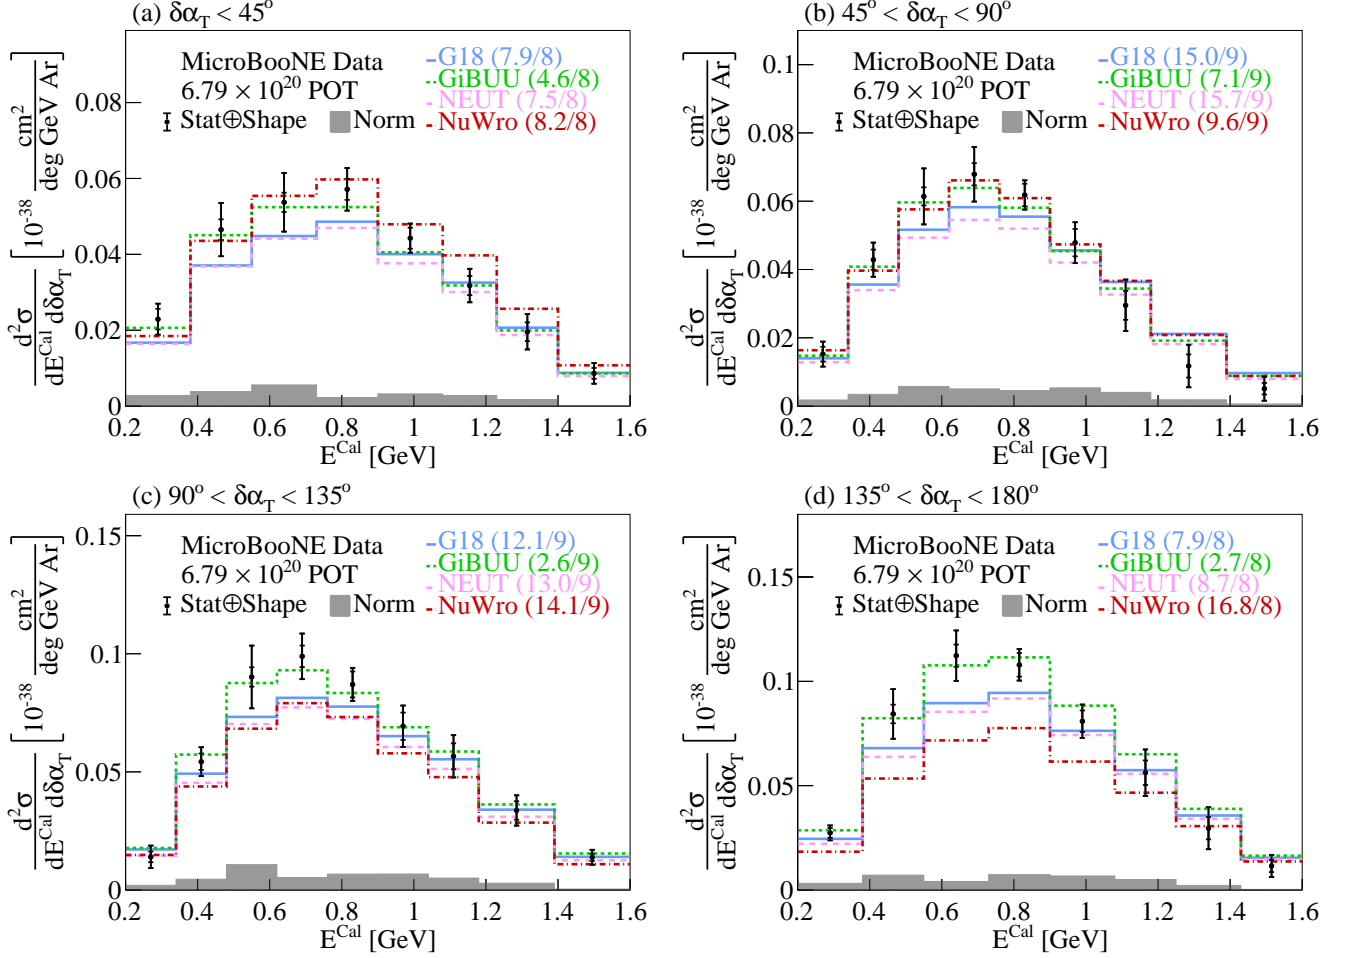 (a) δα_T < 45°
d²σ / dE^Cal dδα_T [10^-38 cm² / deg GeV Ar]
MicroBooNE Data
6.79 × 10^20 POT
Stat⊕Shape
Norm
G18 (7.9/8)
GiBUU (4.6/8)
NEUT (7.5/8)
NuWro (8.2/8)
0.08
0.06
0.04
0.02
0
0.2 0.4 0.6 0.8 1 1.2 1.4 1.6
E^Cal [GeV]
(b) 45° < δα_T < 90°
d²σ / dE^Cal dδα_T [10^-38 cm² / deg GeV Ar]
MicroBooNE Data
6.79 × 10^20 POT
Stat⊕Shape
Norm
G18 (15.0/9)
GiBUU (7.1/9)
NEUT (15.7/9)
NuWro (9.6/9)
0.1
0.08
0.06
0.04
0.02
0
0.2 0.4 0.6 0.8 1 1.2 1.4 1.6
E^Cal [GeV]
(c) 90° < δα_T < 135°
d²σ / dE^Cal dδα_T [10^-38 cm² / deg GeV Ar]
MicroBooNE Data
6.79 × 10^20 POT
Stat⊕Shape
Norm
G18 (12.1/9)
GiBUU (2.6/9)
NEUT (13.0/9)
NuWro (14.1/9)
0.15
0.1
0.05
0
0.2 0.4 0.6 0.8 1 1.2 1.4 1.6
E^Cal [GeV]
(d) 135° < δα_T < 180°
d²σ / dE^Cal dδα_T [10^-38 cm² / deg GeV Ar]
MicroBooNE Data
6.79 × 10^20 POT
Stat⊕Shape
Norm
G18 (7.9/8)
GiBUU (2.7/8)
NEUT (8.7/8)
NuWro (16.8/8)
0.15
0.1
0.05
0
0.2 0.4 0.6 0.8 1 1.2 1.4 1.6
E^Cal [GeV]